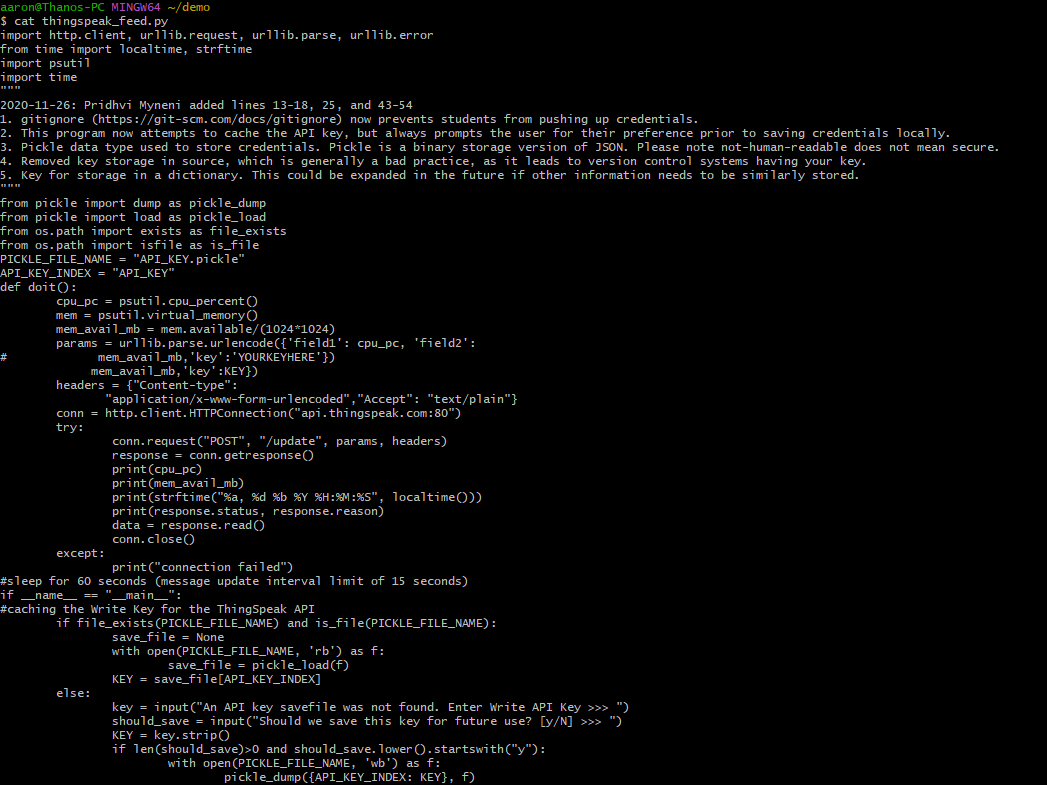 aaron@Thanos-PC MINGW64 ~/demo
$ cat thingspeak_feed.py
import http.client, urllib.request, urllib.parse, urllib.error
from time import localtime, strftime
import psutil
import time
"""
2020-11-26: Pridhvi Myneni added lines 13-18, 25, and 43-54
1. gitignore (https://git-scm.com/docs/gitignore) now prevents students from pushing up credentials.
2. This program now attempts to cache the API key, but always prompts the user for their preference prior to saving credentials locally.
3. Pickle data type used to store credentials. Pickle is a binary storage version of JSON. Please note not-human-readable does not mean secure.
4. Removed key storage in source, which is generally a bad practice, as it leads to version control systems having your key.
5. Key for storage in a dictionary. This could be expanded in the future if other information needs to be similarly stored.
"""
from pickle import dump as pickle_dump
from pickle import load as pickle_load
from os.path import exists as file_exists
from os.path import isfile as is_file
PICKLE_FILE_NAME = "API_KEY.pickle"
API_KEY_INDEX = "API_KEY"
def doit():
        cpu_pc = psutil.cpu_percent()
        mem = psutil.virtual_memory()
        mem_avail_mb = mem.available/(1024*1024)
        params = urllib.parse.urlencode({'field1': cpu_pc, 'field2':
#             mem_avail_mb,'key':'YOURKEYHERE'})
             mem_avail_mb,'key':KEY})
        headers = {"Content-type":
               "application/x-www-form-urlencoded","Accept": "text/plain"}
        conn = http.client.HTTPConnection("api.thingspeak.com:80")
        try:
                conn.request("POST", "/update", params, headers)
                response = conn.getresponse()
                print(cpu_pc)
                print(mem_avail_mb)
                print(strftime("%a, %d %b %Y %H:%M:%S", localtime()))
                print(response.status, response.reason)
                data = response.read()
                conn.close()
        except:
                print("connection failed")
#sleep for 60 seconds (message update interval limit of 15 seconds)
if __name__ == "__main__":
#caching the Write Key for the ThingSpeak API
        if file_exists(PICKLE_FILE_NAME) and is_file(PICKLE_FILE_NAME):
                save_file = None
                with open(PICKLE_FILE_NAME, 'rb') as f:
                        save_file = pickle_load(f)
                KEY = save_file[API_KEY_INDEX]
        else:
                key = input("An API key savefile was not found. Enter Write API Key >>> ")
                should_save = input("Should we save this key for future use? [y/N] >>> ")
                KEY = key.strip()
                if len(should_save)>0 and should_save.lower().startswith("y"):
                        with open(PICKLE_FILE_NAME, 'wb') as f:
                                pickle_dump({API_KEY_INDEX: KEY}, f)